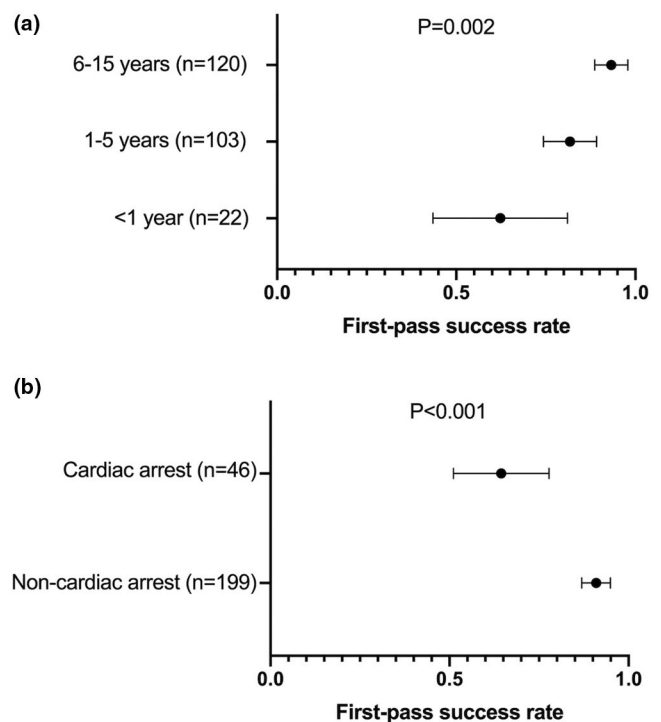 (a)
P=0.002
6-15 years (n=120)
1-5 years (n=103)
<1 year (n=22)
0.0 0.5 1.0
First-pass success rate
(b)
P<0.001
Cardiac arrest (n=46)
Non-cardiac arrest (n=199)
0.0 0.5 1.0
First-pass success rate